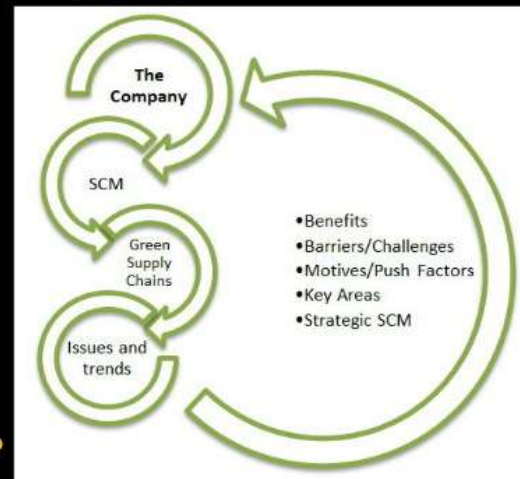 The
Company
SCM
Green
Supply
Chains
Issues and
trends
•Benefits
•Barriers/Challenges
•Motives/Push Factors
•Key Areas
•Strategic SCM